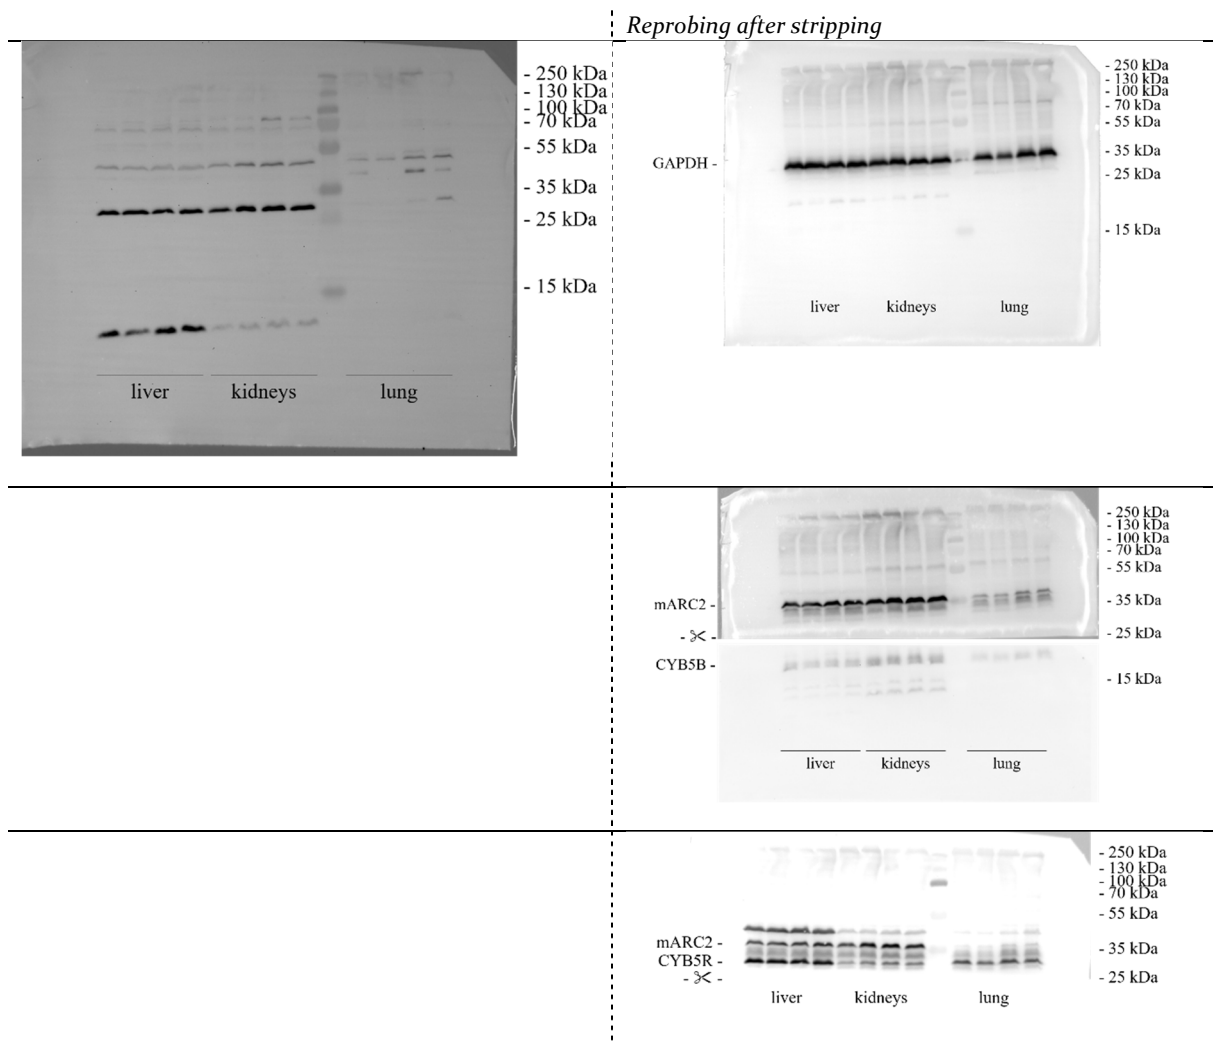 Reprobing after stripping
- 250 kDa
- 130 kDa
- 100 kDa
- 70 kDa
- 55 kDa
- 35 kDa
- 25 kDa
- 15 kDa
liver kidneys lung
GAPDH -
- 250 kDa
- 130 kDa
- 100 kDa
- 70 kDa
- 55 kDa
- 35 kDa
- 25 kDa
- 15 kDa
liver kidneys lung
mARC2 -
- ✂ -
CYB5B -
- 250 kDa
- 130 kDa
- 100 kDa
- 70 kDa
- 55 kDa
- 35 kDa
- 25 kDa
- 15 kDa
liver kidneys lung
mARC2 -
CYB5R -
- ✂ -
- 250 kDa
- 130 kDa
- 100 kDa
- 70 kDa
- 55 kDa
- 35 kDa
- 25 kDa
liver kidneys lung